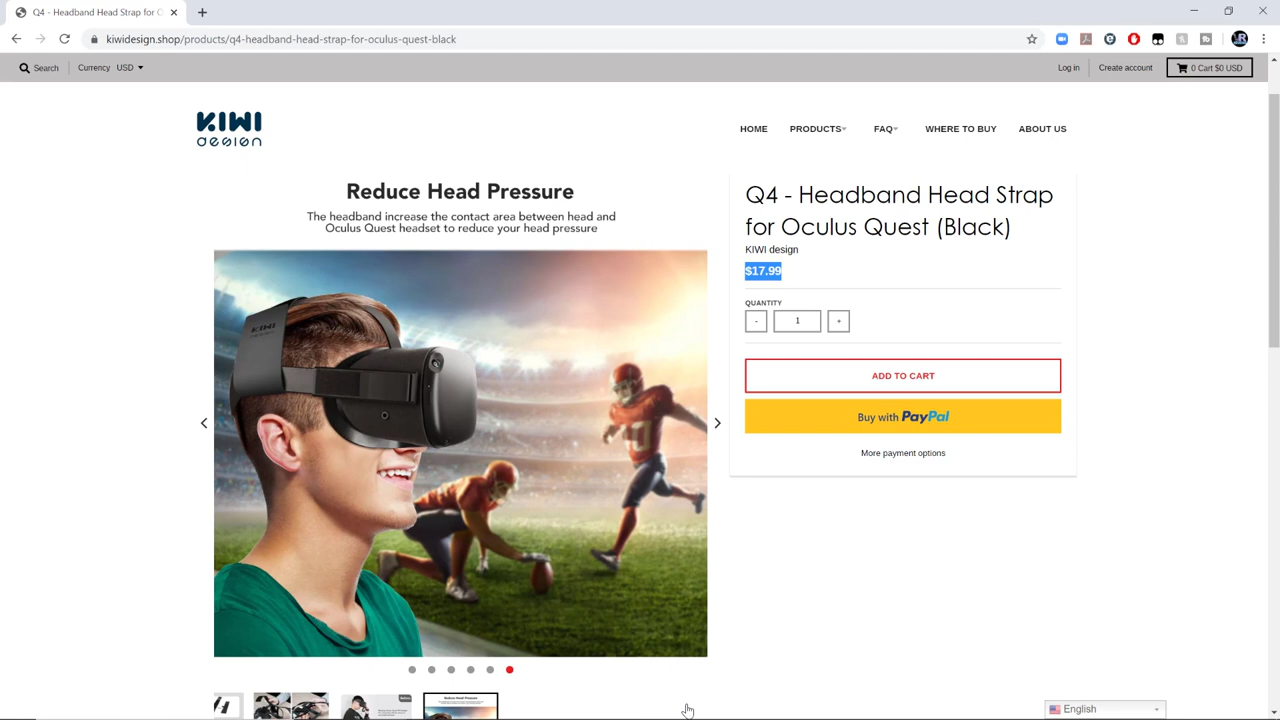 Q4 - Headband Head Strap for O
kiwidesign.shop/products/q4-headband-head-strap-for-oculus-quest-black
Search
Currency USD
Log in
Create account
0 Cart $0 USD
KIWI
design
HOME
PRODUCTS
FAQ
WHERE TO BUY
ABOUT US
Reduce Head Pressure
The headband increase the contact area between head and
Oculus Quest headset to reduce your head pressure
KIWI
Q4 - Headband Head Strap
for Oculus Quest (Black)
KIWI design
$17.99
QUANTITY
- 1 +
ADD TO CART
Buy with PayPal
More payment options
English